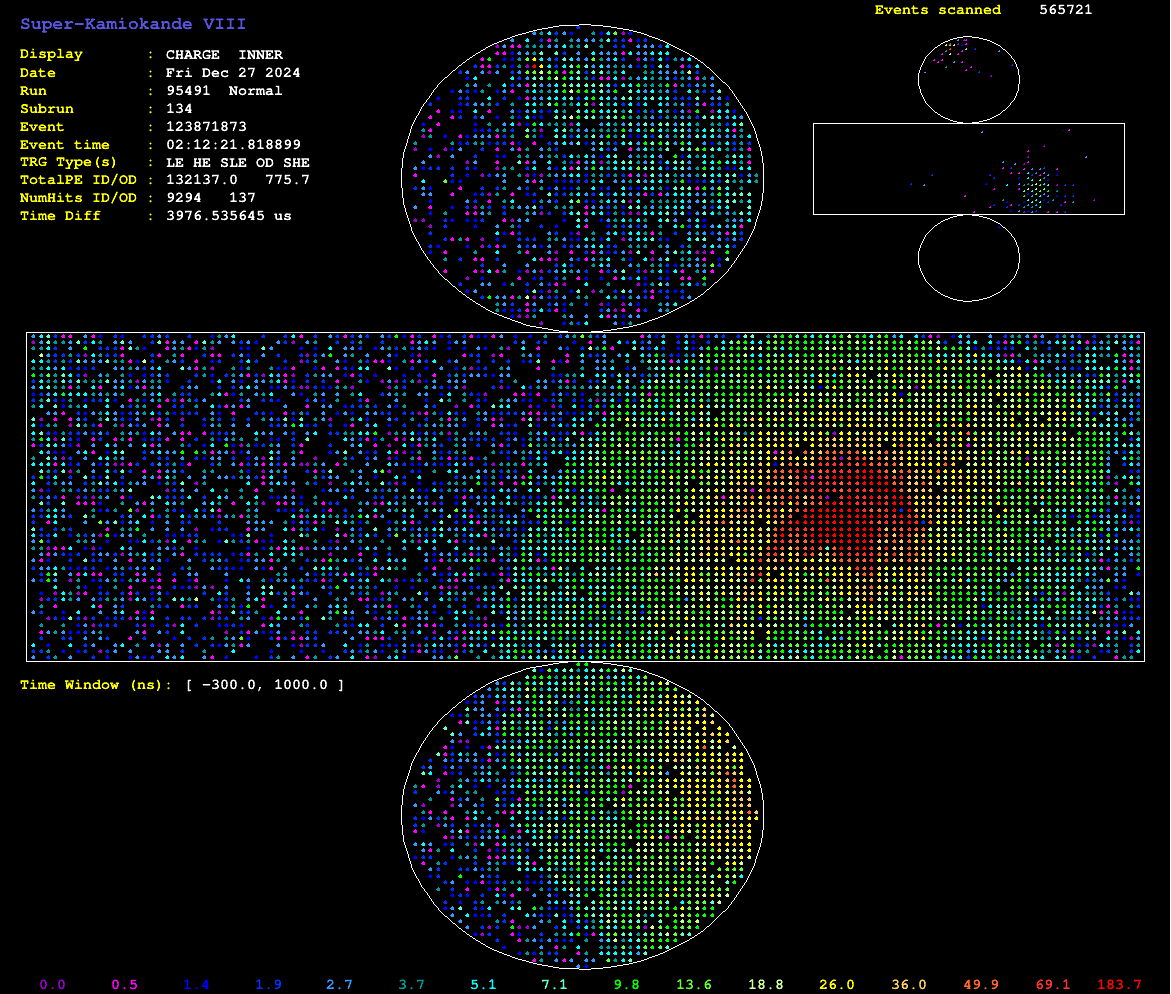 Super-Kamiokande VIII
Events scanned 565721
Display : CHARGE INNER
Date : Fri Dec 27 2024
Run : 95491 Normal
Subrun : 134
Event : 123871873
Event time : 02:12:21.818899
TRG Type(s) : LE HE SLE OD SHE
TotalPE ID/OD : 132137.0 775.7
NumHits ID/OD : 9294 137
Time Diff : 3976.535645 us
Time Window (ns): [ −300.0, 1000.0 ]
0.0 0.5 1.4 1.9 2.7 3.7 5.1 7.1 9.8 13.6 18.8 26.0 36.0 49.9 69.1 183.7